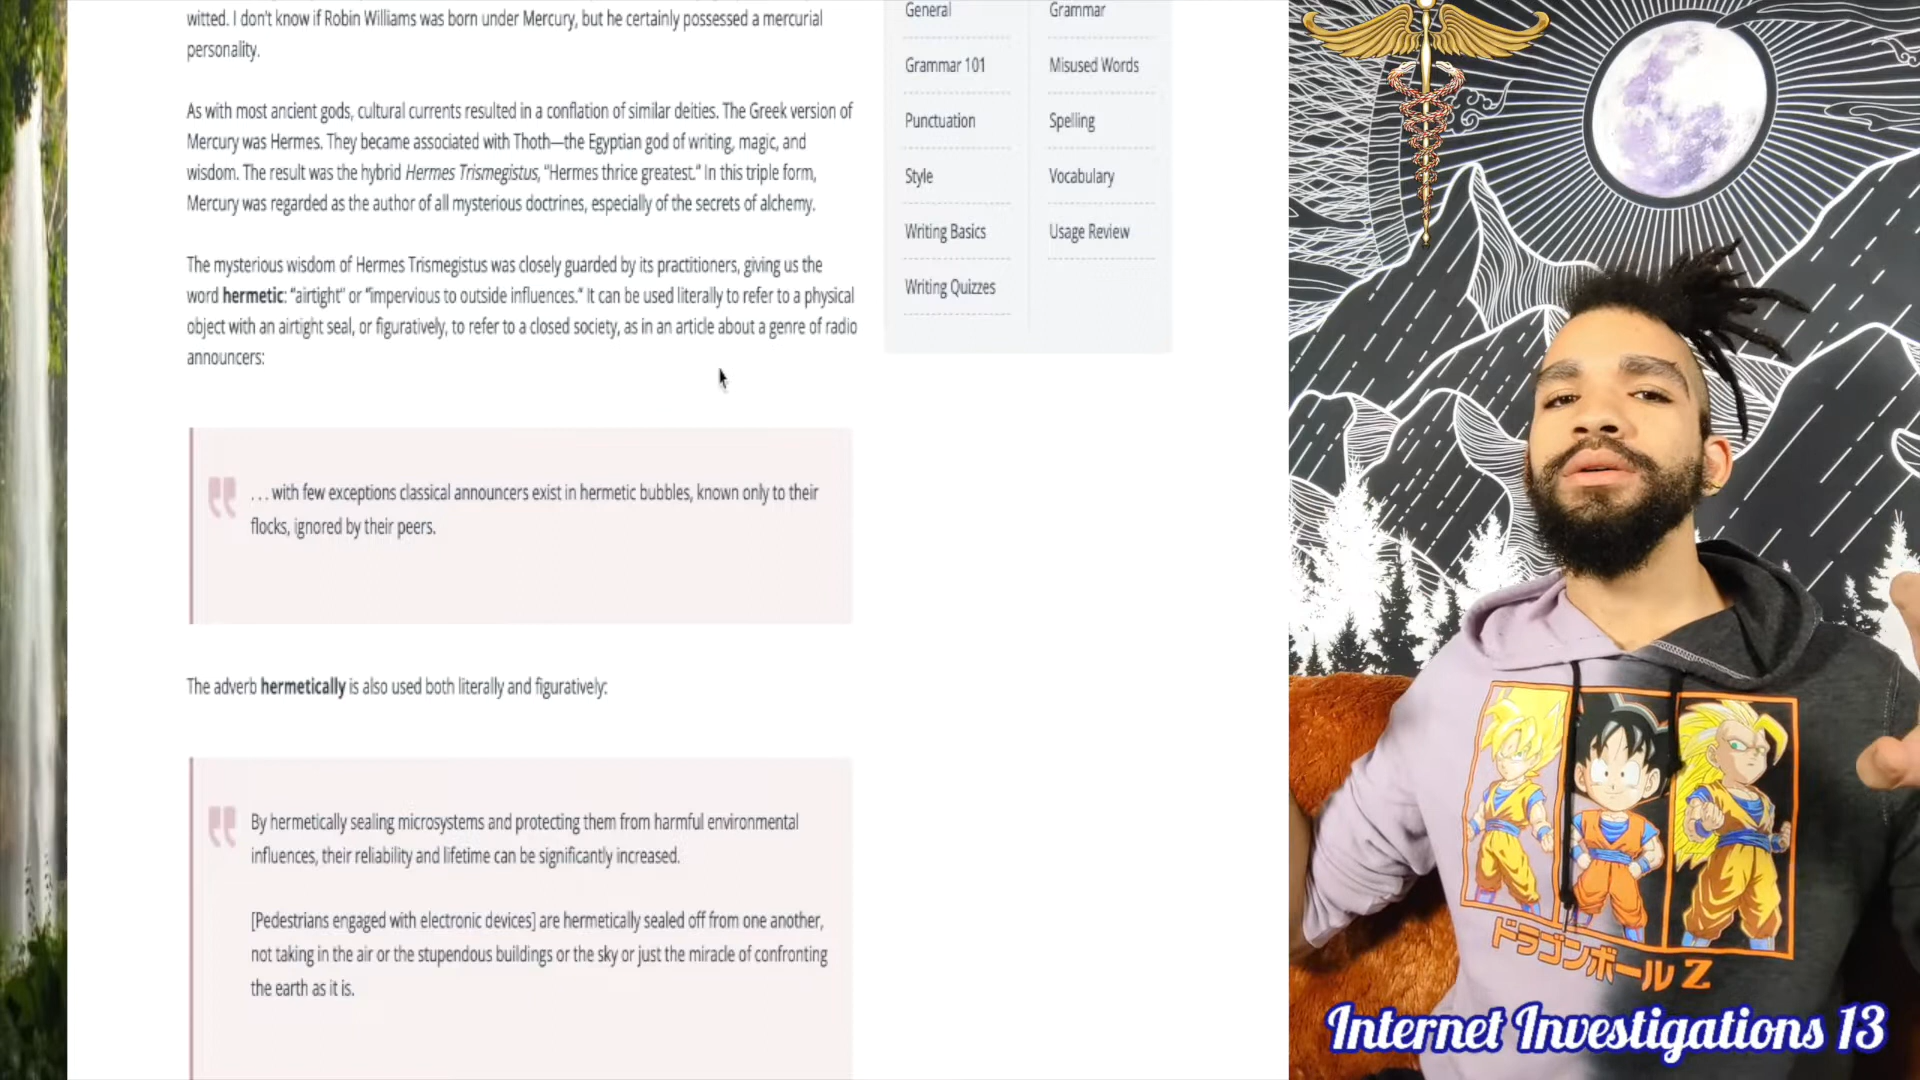 witted. I don't know if Robin Williams was born under Mercury, but he certainly possessed a mercurial
personality.
As with most ancient gods, cultural currents resulted in a conflation of similar deities. The Greek version of
Mercury was Hermes. They became associated with Thoth—the Egyptian god of writing, magic, and
wisdom. The result was the hybrid Hermes Trismegistus, "Hermes thrice greatest." In this triple form,
Mercury was regarded as the author of all mysterious doctrines, especially of the secrets of alchemy.
The mysterious wisdom of Hermes Trismegistus was closely guarded by its practitioners, giving us the
word hermetic: "airtight" or "impervious to outside influences." It can be used literally to refer to a physical
object with an airtight seal, or figuratively, to refer to a closed society, as in an article about a genre of radio
announcers:
. . . with few exceptions classical announcers exist in hermetic bubbles, known only to their
flocks, ignored by their peers.
The adverb hermetically is also used both literally and figuratively:
By hermetically sealing microsystems and protecting them from harmful environmental
influences, their reliability and lifetime can be significantly increased.
[Pedestrians engaged with electronic devices] are hermetically sealed off from one another,
not taking in the air or the stupendous buildings or the sky or just the miracle of confronting
the earth as it is.
General
Grammar
Grammar 101
Misused Words
Punctuation
Spelling
Style
Vocabulary
Writing Basics
Usage Review
Writing Quizzes
ドラゴンボールZ
Internet Investigations 13